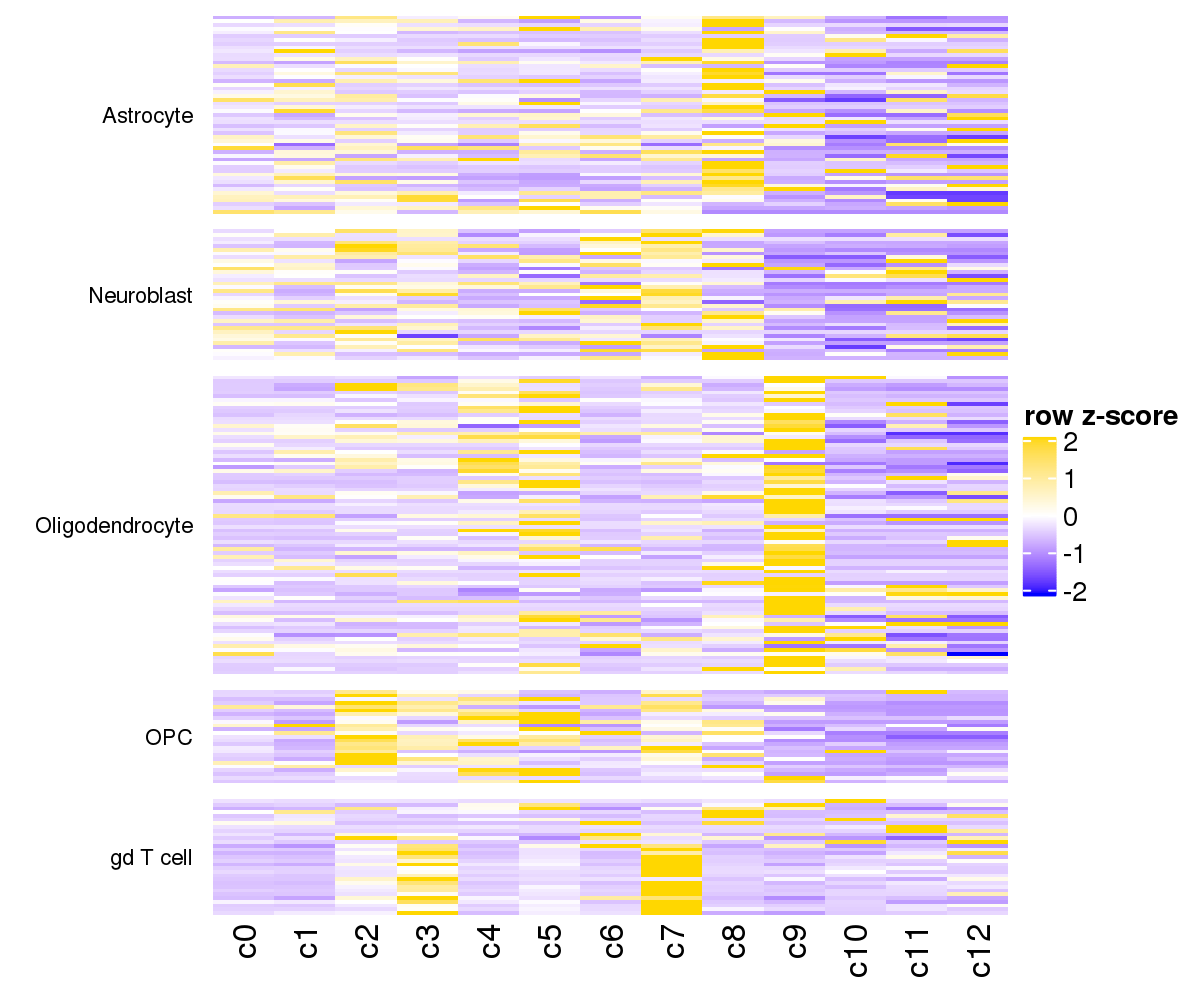 Astrocyte
Neuroblast
Oligodendrocyte
OPC
gd T cell
row z-score
2
1
0
-1
-2
c0 c1 c2 c3 c4 c5 c6 c7 c8 c9 c10 c11 c12